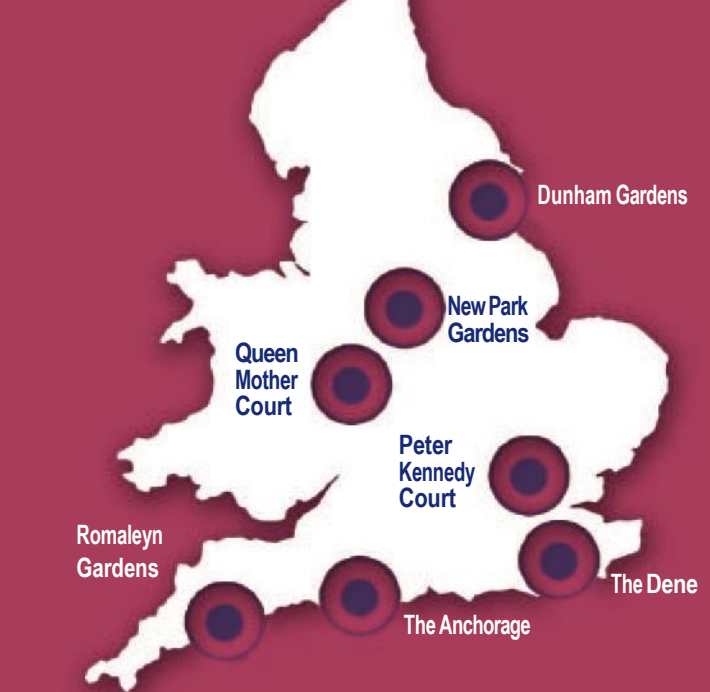 Dunham Gardens
New Park
Gardens
Queen
Mother
Court
Peter
Kennedy
Court
Romaleyn
Gardens
The Dene
The Anchorage